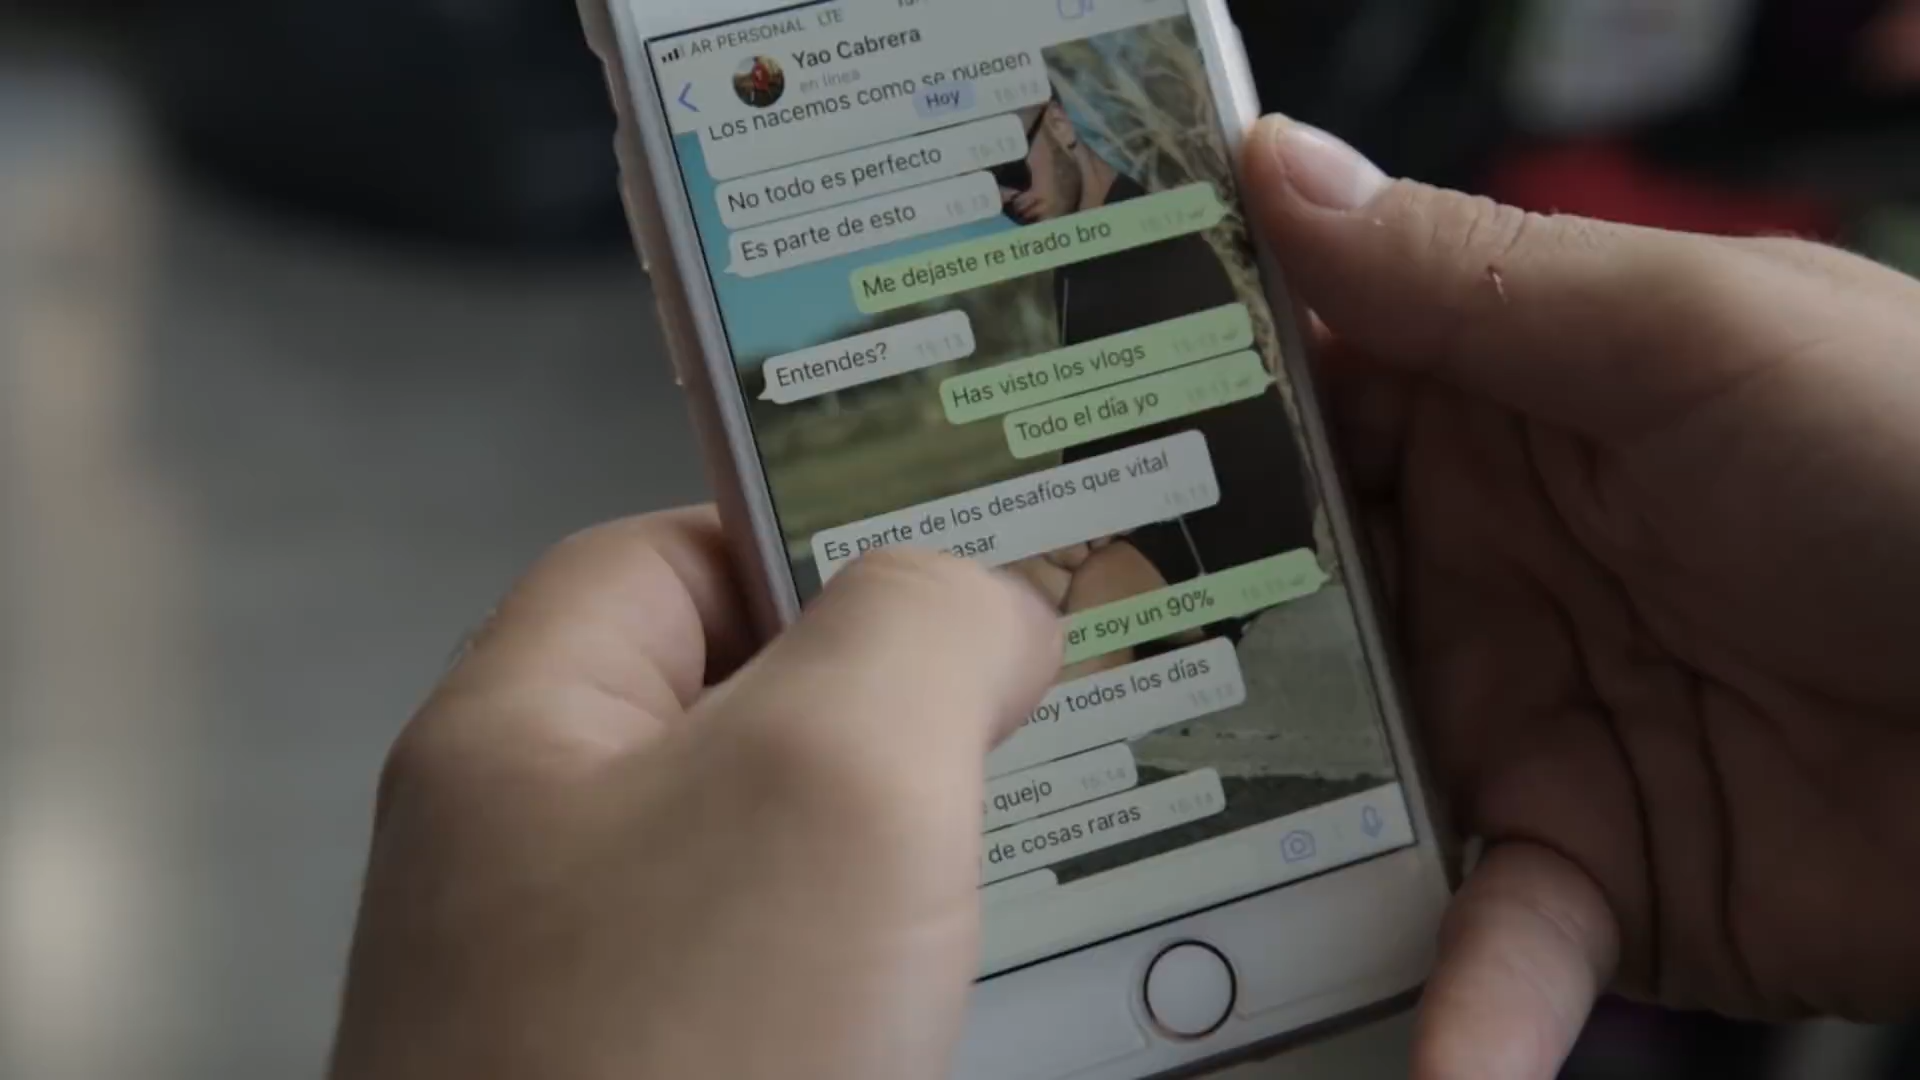 AR PERSONAL LTE
Yao Cabrera
en línea
Los hacemos como se pueden
Hoy
No todo es perfecto
Es parte de esto
Me dejaste re tirado bro
Entendes?
Has visto los vlogs
Todo el día yo
Es parte de los desafíos que vital
asar
er soy un 90%
toy todos los días
quejo
de cosas raras